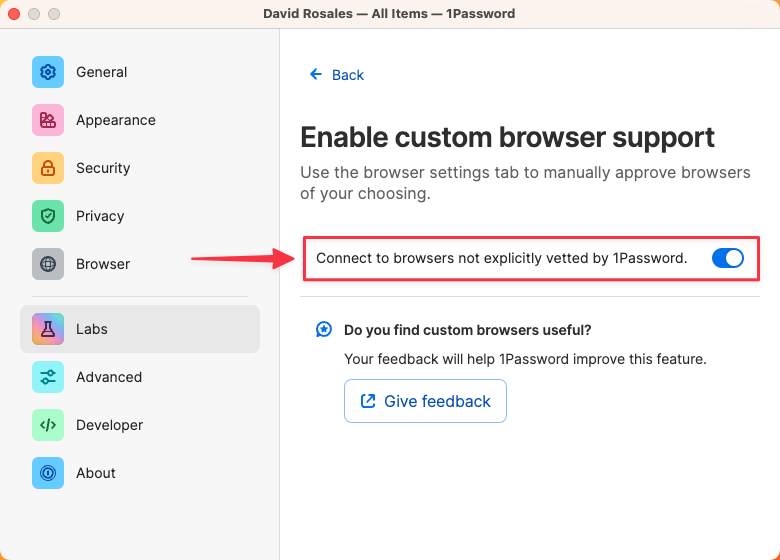 David Rosales — All Items — 1Password
General
Appearance
Security
Privacy
Browser
Labs
Advanced
Developer
About
Back
Enable custom browser support
Use the browser settings tab to manually approve browsers
of your choosing.
Connect to browsers not explicitly vetted by 1Password.
Do you find custom browsers useful?
Your feedback will help 1Password improve this feature.
Give feedback